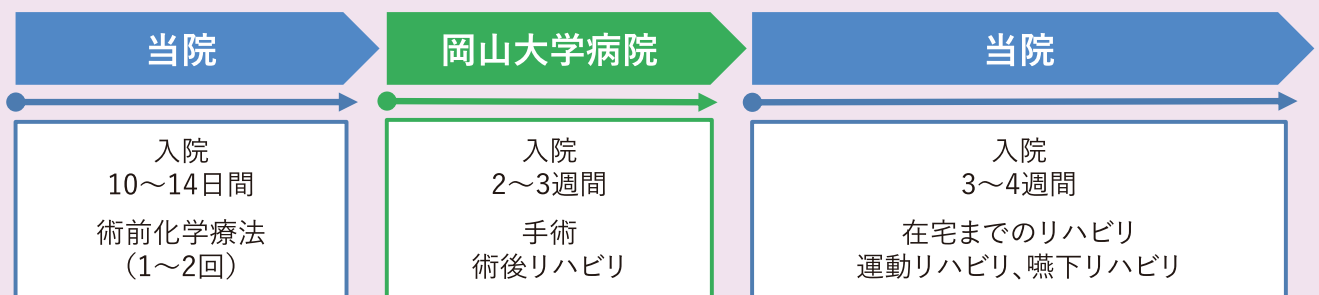 当院
岡山大学病院
当院
入院
10～14日間
術前化学療法
（1～2回）
入院
2～3週間
手術
術後リハビリ
入院
3～4週間
在宅までのリハビリ
運動リハビリ、嚥下リハビリ